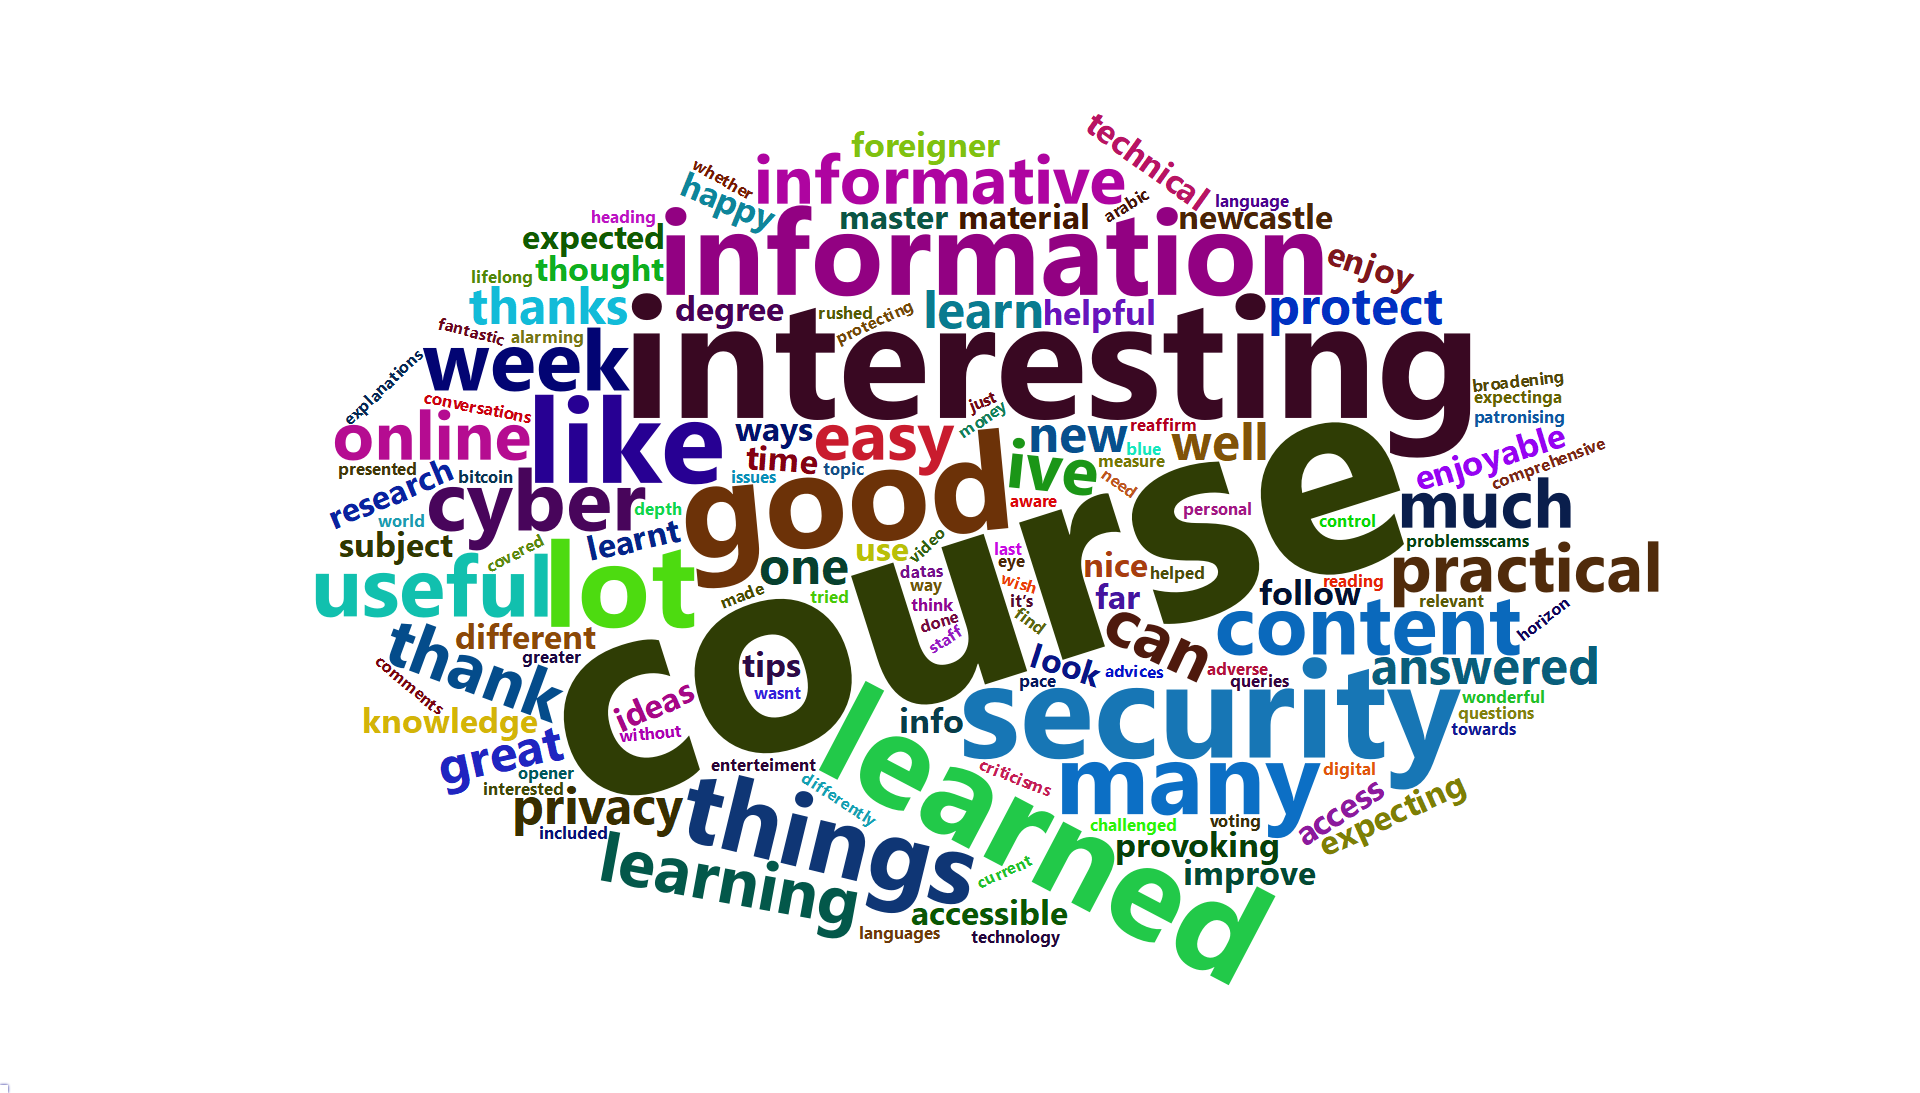 technical
foreigner
informative
whether
happy
language
heading
master
material
arabic
newcastle
expected
information
thought
enjoy
lifelong
thanks
degree
rushed
protecting
learn
helpful
protect
fantastic
alarming
week
interesting
explanations
conversations
like
broadening
expectinga
patronising
online
ways
easy
just
money
new
reaffirm
blue
well
enjoyable
comprehensive
presented
research
bitcoin
time
topic
issues
good
ive
measure
need
world
cyber
depth
aware
personal
control
much
subject
covered
learnt
course
problemsscams
useful
lot
one
use
video
last
eye
datas
way
wish
it's
think
done
find
staff
made
tried
nice
helped
far
follow
reading
practical
relevant
horizon
thank
different
greater
can
content
comments
tips
wasnt
look
pace
advices
adverse
queries
answered
knowledge
ideas
without
info
security
wonderful
questions
towards
great
opener
interested
enterteiment
differently
learned
criticisms
many
digital
access
expecting
privacy
included
things
challenged
voting
provoking
improve
learning
current
accessible
languages
technology